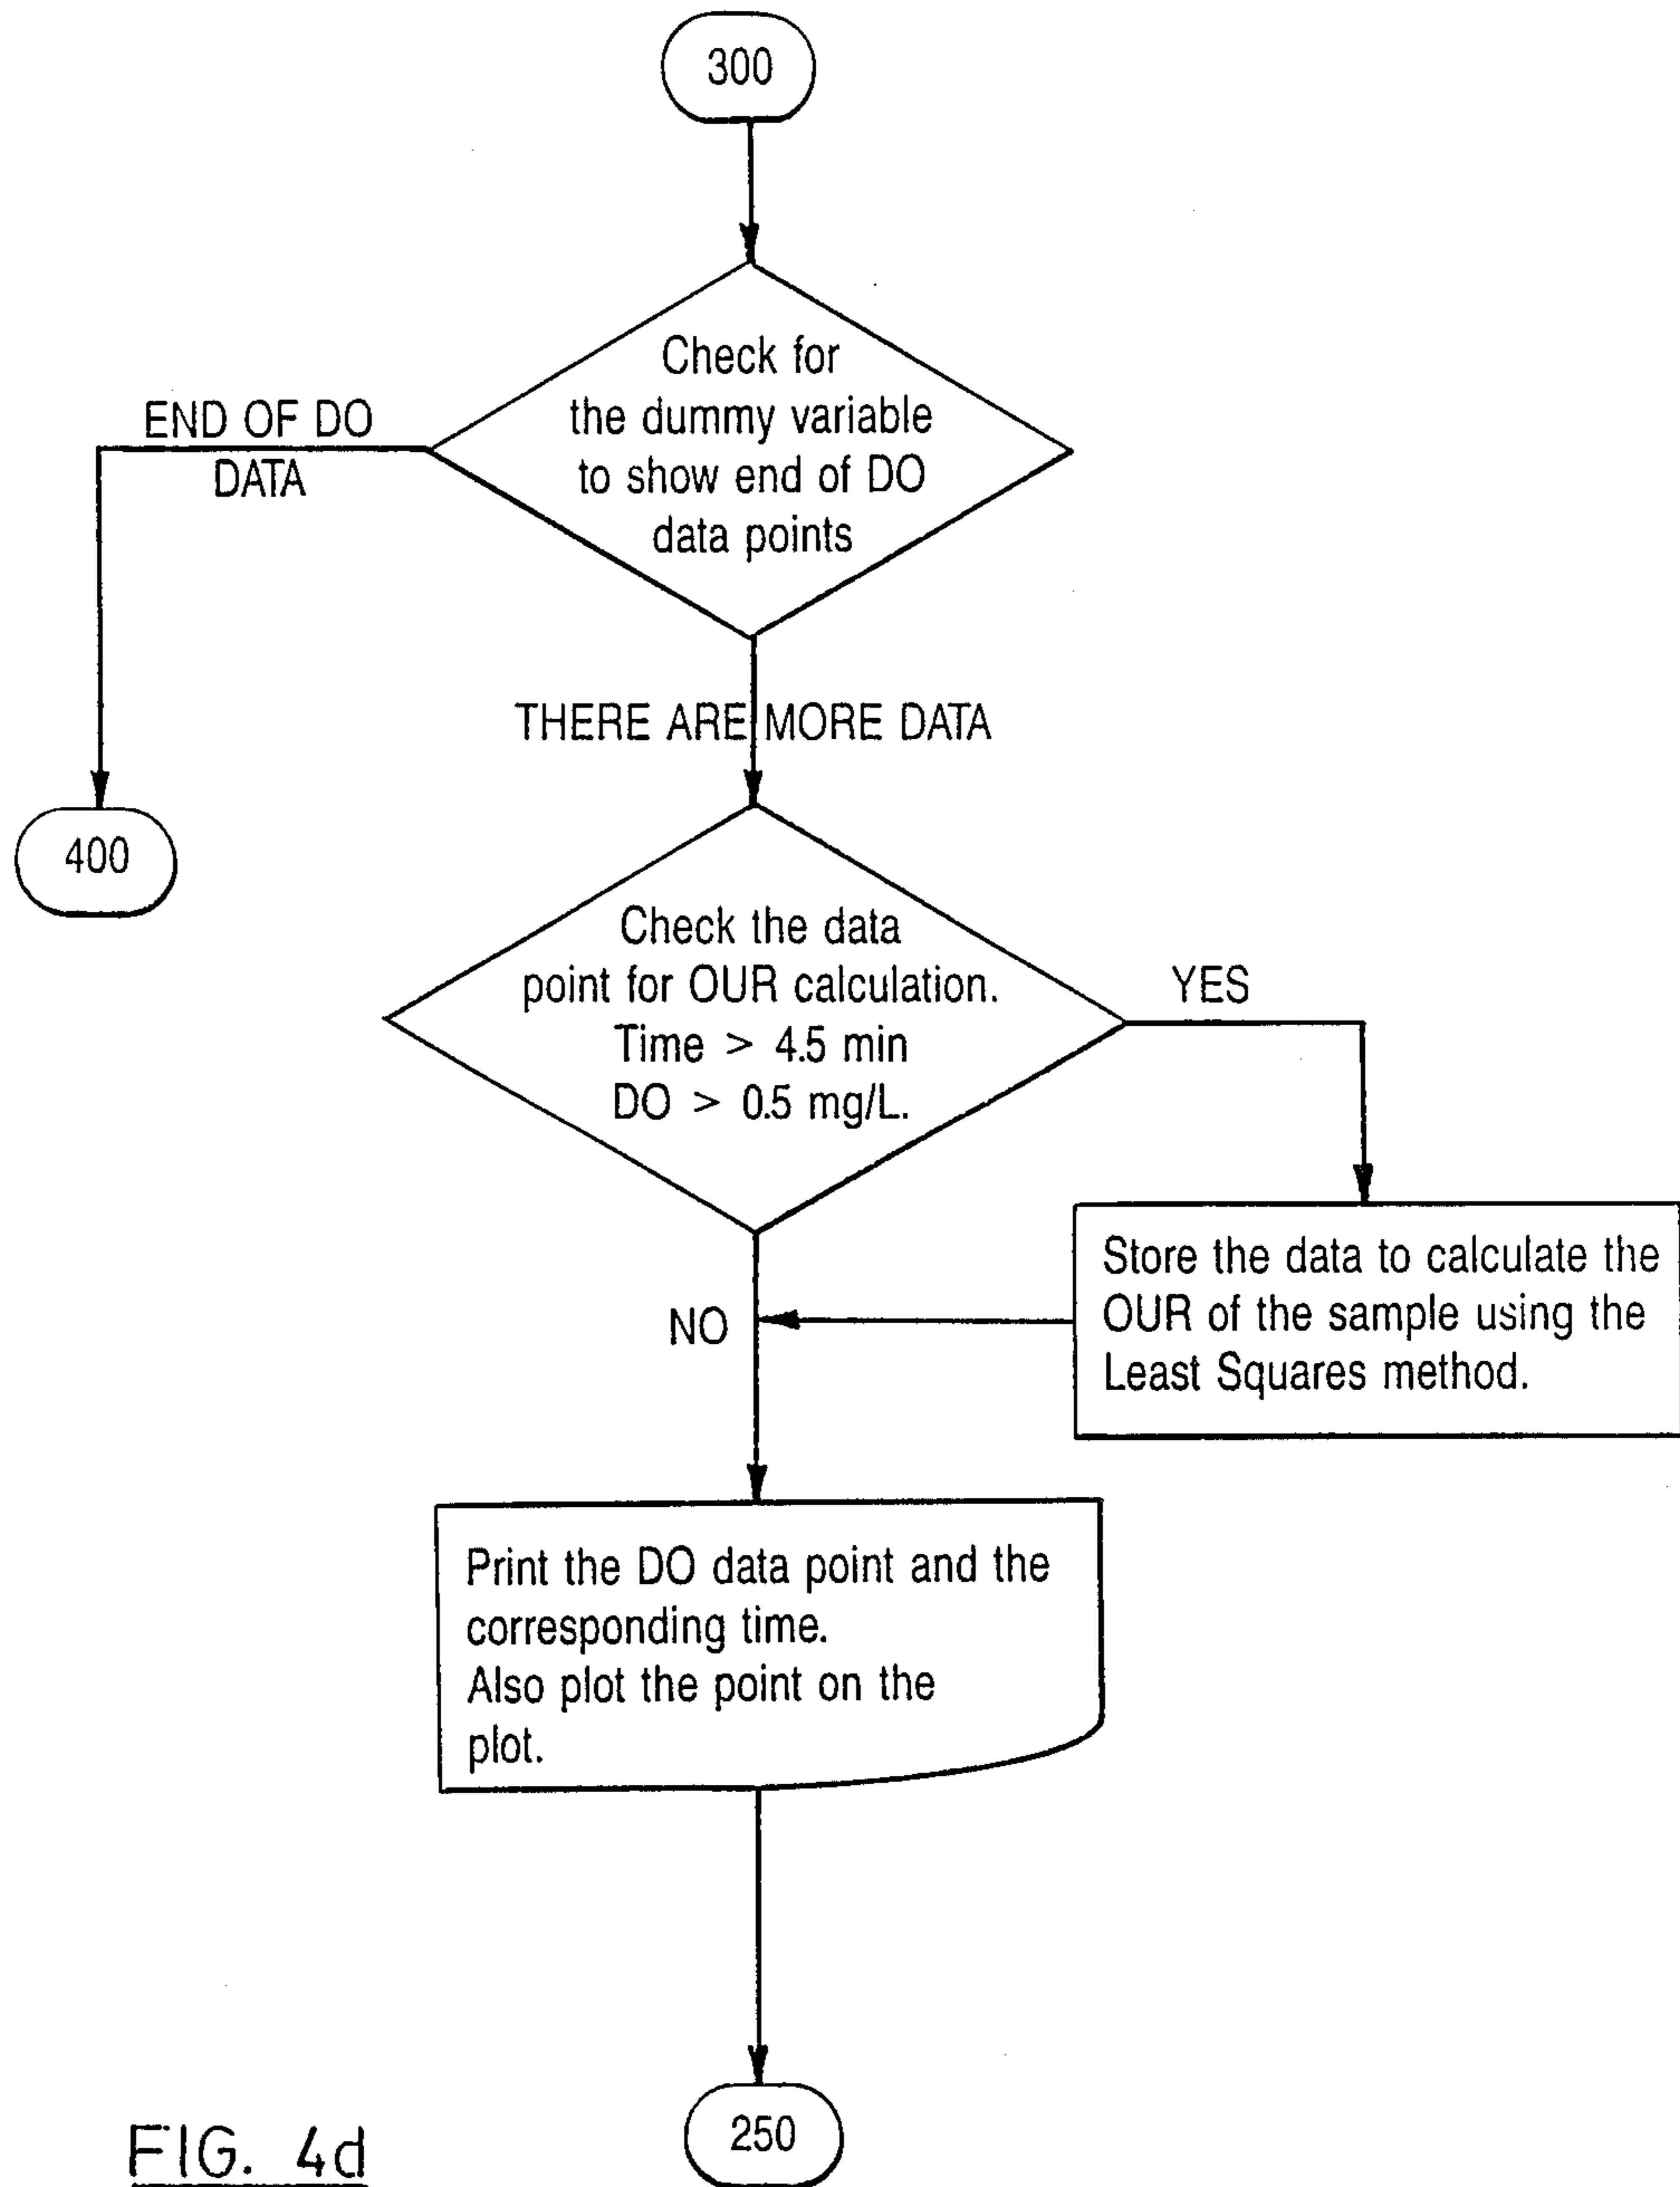 300
Check for
the dummy variable
to show end of DO
data points
END OF DO
DATA
THERE ARE MORE DATA
400
Check the data
point for OUR calculation.
Time > 4.5 min
DO > 0.5 mg/L.
YES
Store the data to calculate the
OUR of the sample using the
Least Squares method.
NO
Print the DO data point and the
corresponding time.
Also plot the point on the
plot.
250
FIG. 4d